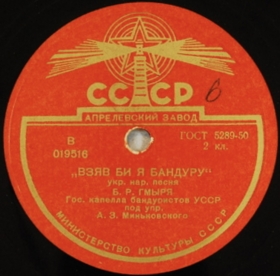 СССР
АПРЕЛЕВСКИЙ ЗАВОД
В
019516
ГОСТ 5289-50
2 кл.
„ВЗЯВ БИ Я БАНДУРУ"
укр. нар. песня
Б. Р. ГМЫРЯ
Гос. капелла бандуристов УССР
под упр.
А. З. Миньковского
МИНИСТЕРСТВО КУЛЬТУРЫ СССР